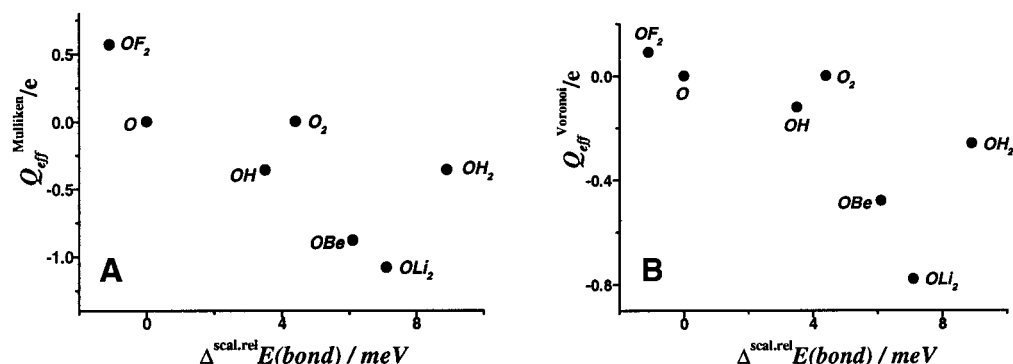 OF₂
0.5
Q_eff^Mulliken/e
0.0
O
O₂
OH
OH₂
-0.5
OBe
-1.0
OLi₂
A
0
4
8
Δ^scal.rel E(bond) / meV
OF₂
0.0
Q_eff^Voronoi/e
O
O₂
OH
OH₂
-0.4
OBe
OLi₂
-0.8
B
0
4
8
Δ^scal.rel E(bond) / meV